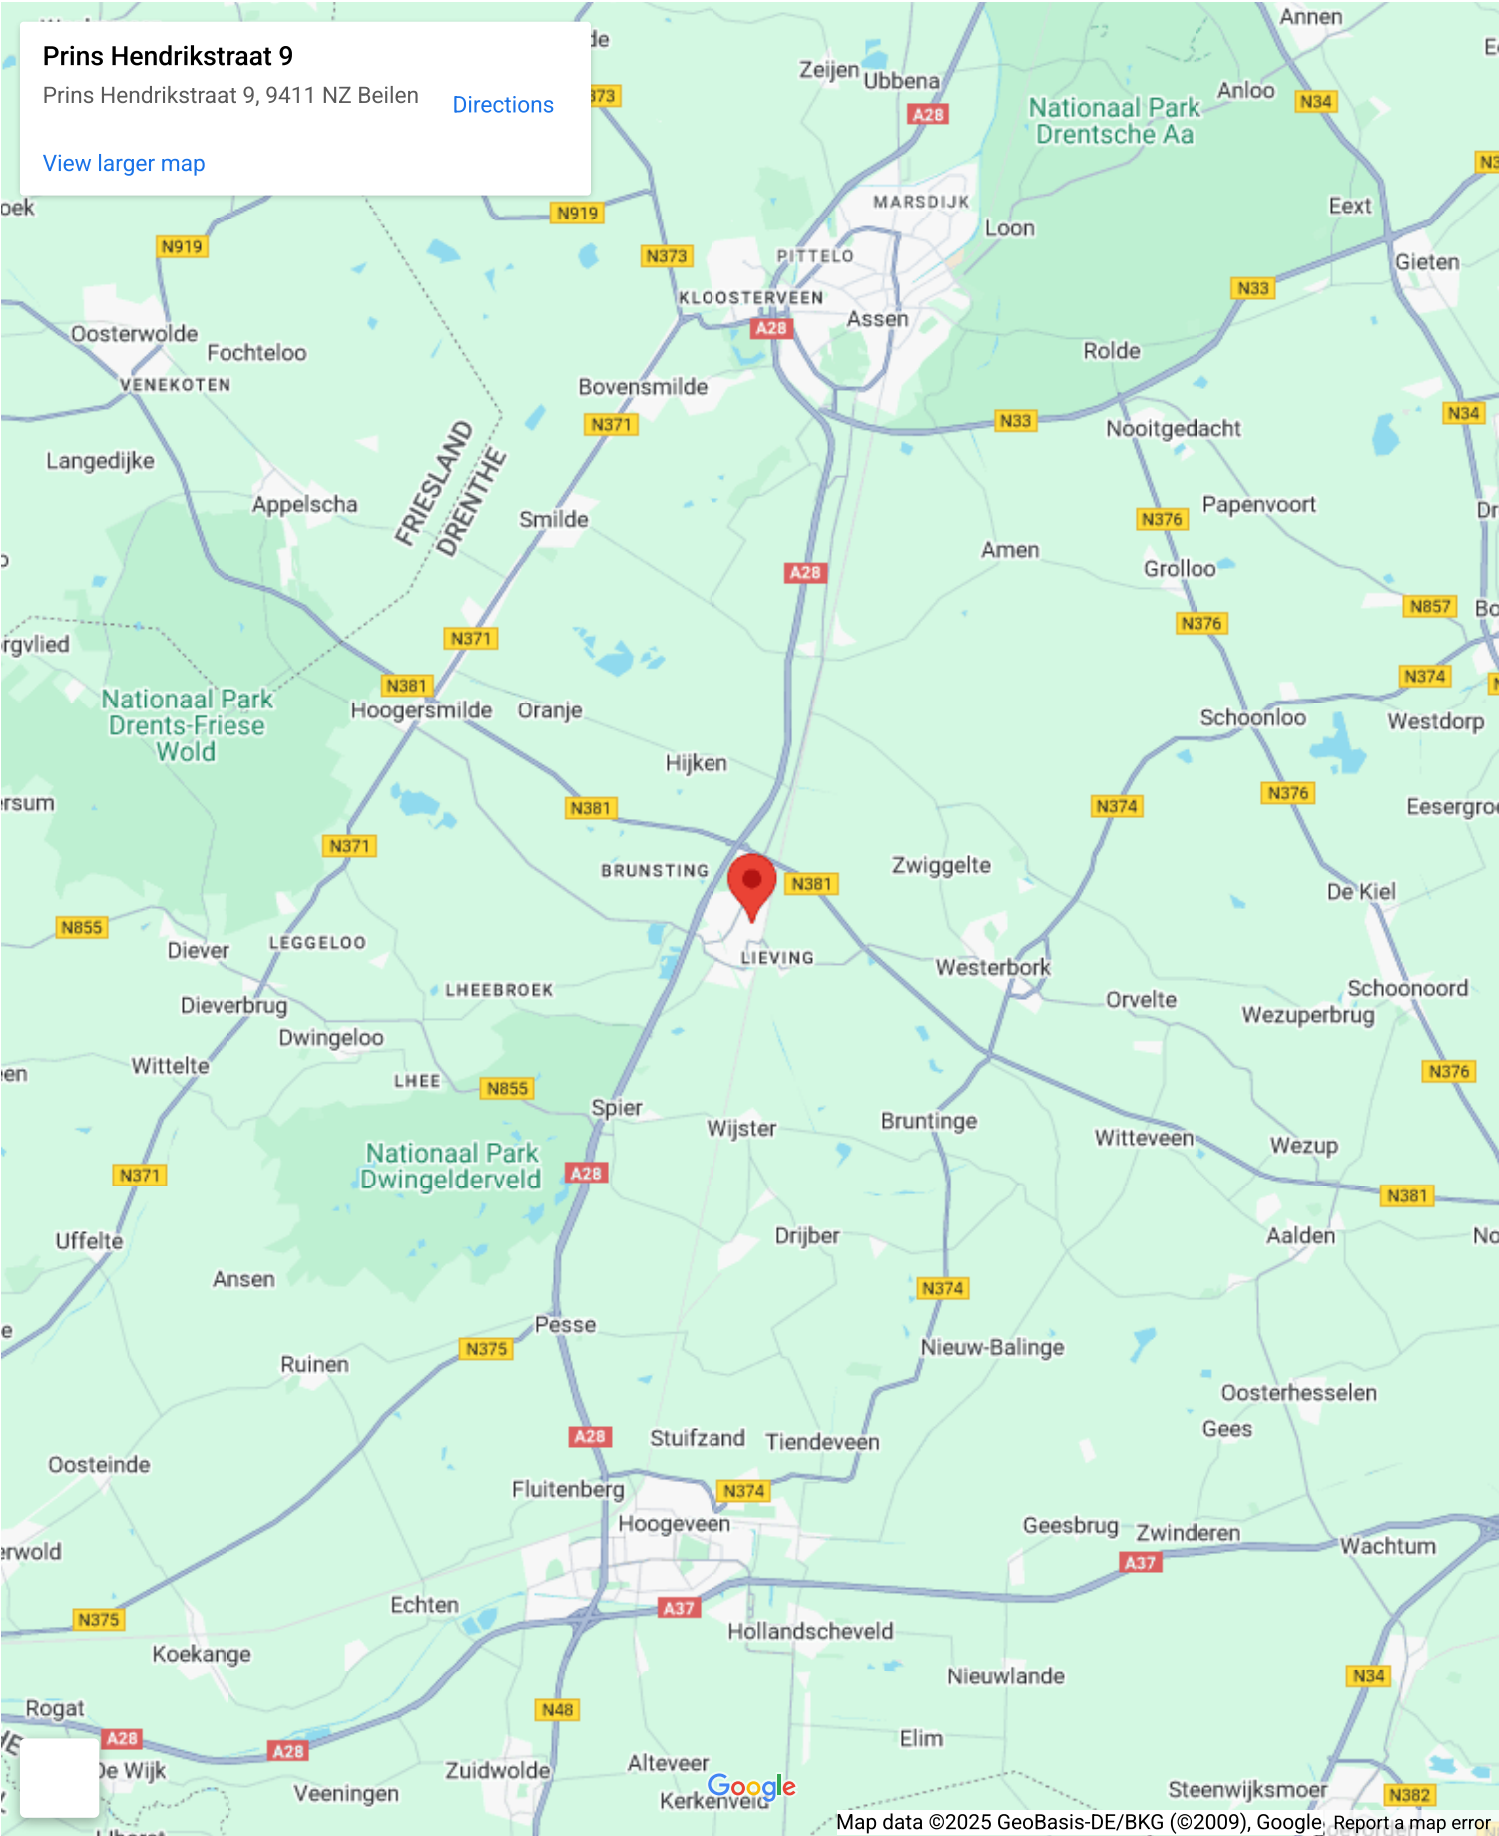 Prins Hendrikstraat 9
Prins Hendrikstraat 9, 9411 NZ Beilen
Directions
View larger map
Annen
Zeijen
Ubbena
Anloo
N34
A28
Nationaal Park
Drentsche Aa
MARSDIJK
Loon
Eext
N919
N919
N373
PITTELO
Gieten
N33
KLOOSTERVEEN
A28
Assen
Oosterwolde
Fochteloo
Rolde
VENEKOTEN
Bovensmilde
N371
N33
N34
Nooitgedacht
Langedijke
FRIESLAND
DRENTHE
Appelscha
Smilde
N376
Papenvoort
Amen
A28
Grolloo
N857
N371
N376
N374
N381
Nationaal Park
Drents-Friese
Wold
Hoogersmilde
Oranje
Schoonloo
Westdorp
Hijken
N381
N374
N376
N371
BRUNSTING
Zwiggelte
N381
De Kiel
N855
Diever
LEGGELOO
LIEVING
Westerbork
LHEEBROEK
Schoonoord
Dieverbrug
Orvelte
Wezuperbrug
Dwingeloo
Wittelte
LHEE
N855
N376
Spier
Wijster
Bruntinge
Witteveen
Wezup
Nationaal Park
Dwingelderveld
A28
N371
N381
Uffelte
Drijber
Aalden
Ansen
N374
Pesse
N375
Nieuw-Balinge
Ruinen
Oosterhesselen
Gees
A28
Stuifzand
Tiendeveen
Oosteinde
Fluitenberg
N374
Hoogeveen
Geesbrug
Zwinderen
Wachtum
A37
Echten
A37
N375
Hollandscheveld
Koekange
Nieuwlande
N34
Rogat
N48
A28
A28
Elim
De Wijk
Zuidwolde
Alteveer
Veeningen
Google
Kerkenveld
Steenwijksmoer
N382
Map data ©2025 GeoBasis-DE/BKG (©2009), Google
Report a map error